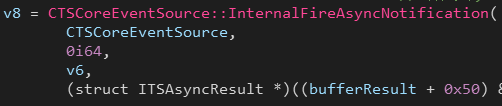 v8 = CTSCoreEventSource::InternalFireAsyncNotification(
CTSCoreEventSource,
0i64,
v6,
(struct ITSAsyncResult *)((bufferResult + 0x50) &